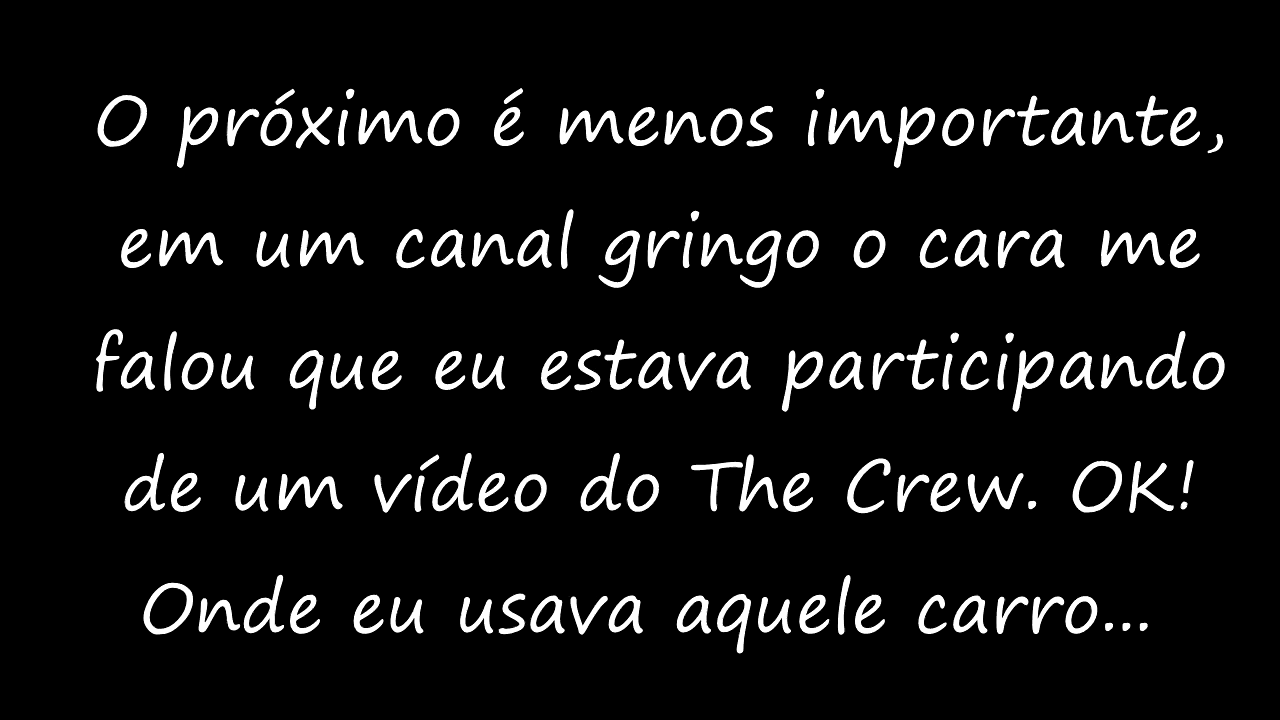 O próximo é menos importante,
em um canal gringo o cara me
falou que eu estava participando
de um vídeo do The Crew. OK!
Onde eu usava aquele carro...